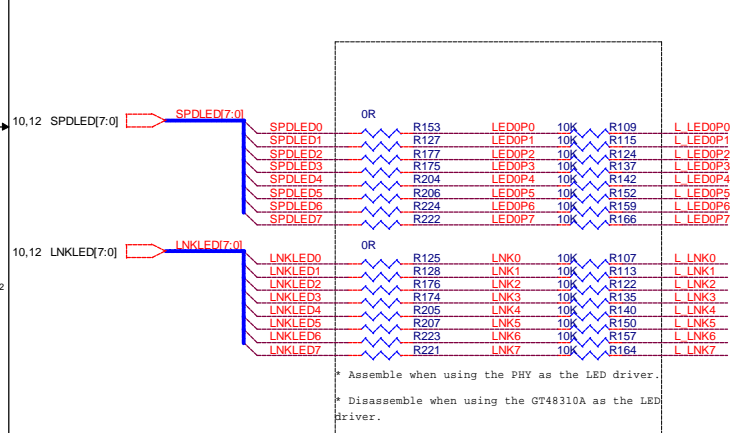 0R
10,12 SPDLED[7:0] SPDLED[7:0]
SPDLED0 R153 LED0P0 10K R109 L_LED0P0
SPDLED1 R127 LED0P1 10K R115 L_LED0P1
SPDLED2 R177 LED0P2 10K R124 L_LED0P2
SPDLED3 R175 LED0P3 10K R137 L_LED0P3
SPDLED4 R204 LED0P4 10K R142 L_LED0P4
SPDLED5 R206 LED0P5 10K R152 L_LED0P5
SPDLED6 R224 LED0P6 10K R159 L_LED0P6
SPDLED7 R222 LED0P7 10K R166 L_LED0P7
10,12 LNKLED[7:0] LNKLED[7:0] 0R
LNKLED0 R125 LNK0 10K R107 L_LNK0
LNKLED1 R128 LNK1 10K R113 L_LNK1
LNKLED2 R176 LNK2 10K R122 L_LNK2
LNKLED3 R174 LNK3 10K R135 L_LNK3
LNKLED4 R205 LNK4 10K R140 L_LNK4
LNKLED5 R207 LNK5 10K R150 L_LNK5
LNKLED6 R223 LNK6 10K R157 L_LNK6
LNKLED7 R221 LNK7 10K R164 L_LNK7
* Assemble when using the PHY as the LED driver.
* Disassemble when using the GT48310A as the LED
driver.